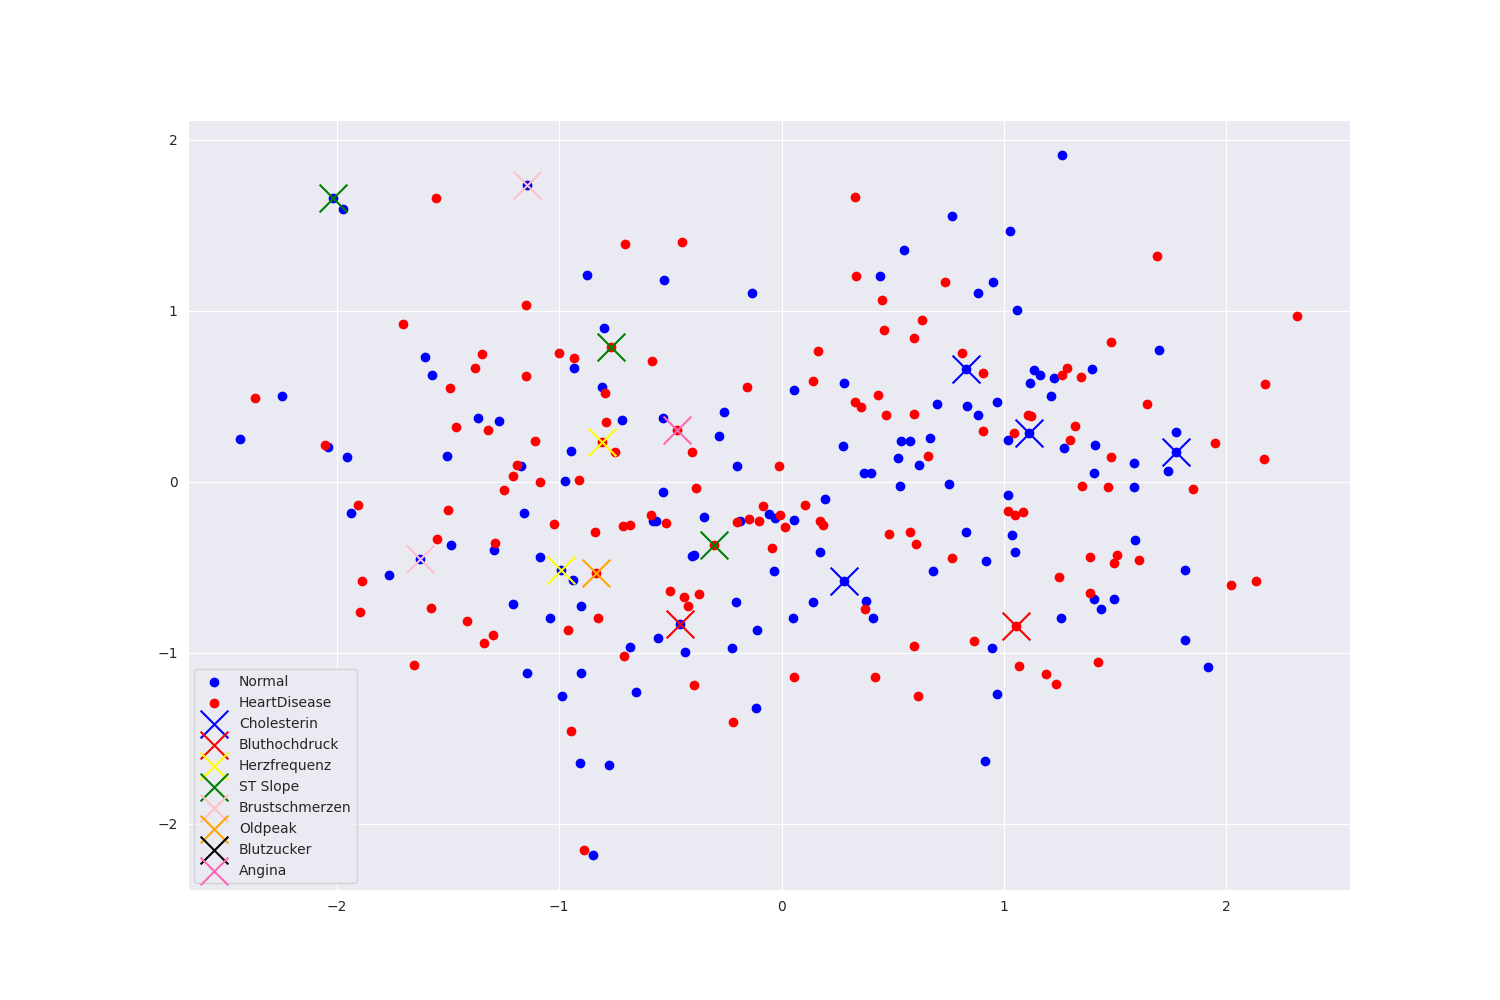 2
1
0
−1
−2
Normal
HeartDisease
Cholesterin
Bluthochdruck
Herzfrequenz
ST Slope
Brustschmerzen
Oldpeak
Blutzucker
Angina
−2 −1 0 1 2